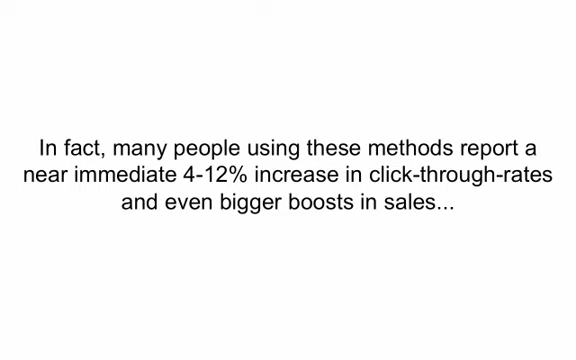 In fact, many people using these methods report a
near immediate 4-12% increase in click-through-rates
and even bigger boosts in sales...